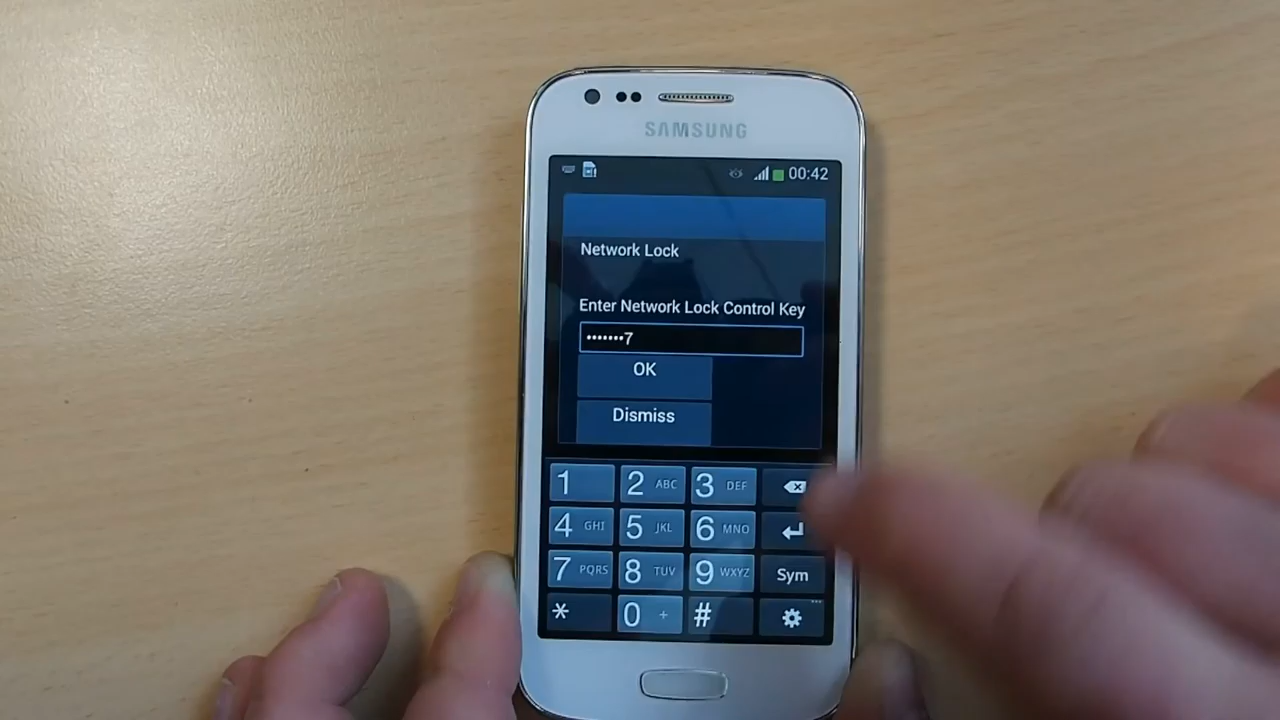 SAMSUNG
00:42
Network Lock
Enter Network Lock Control Key
•••••••7
OK
Dismiss
1 2 ABC 3 DEF
4 GHI 5 JKL 6 MNO
7 PQRS 8 TUV 9 WXYZ Sym
* 0 + #